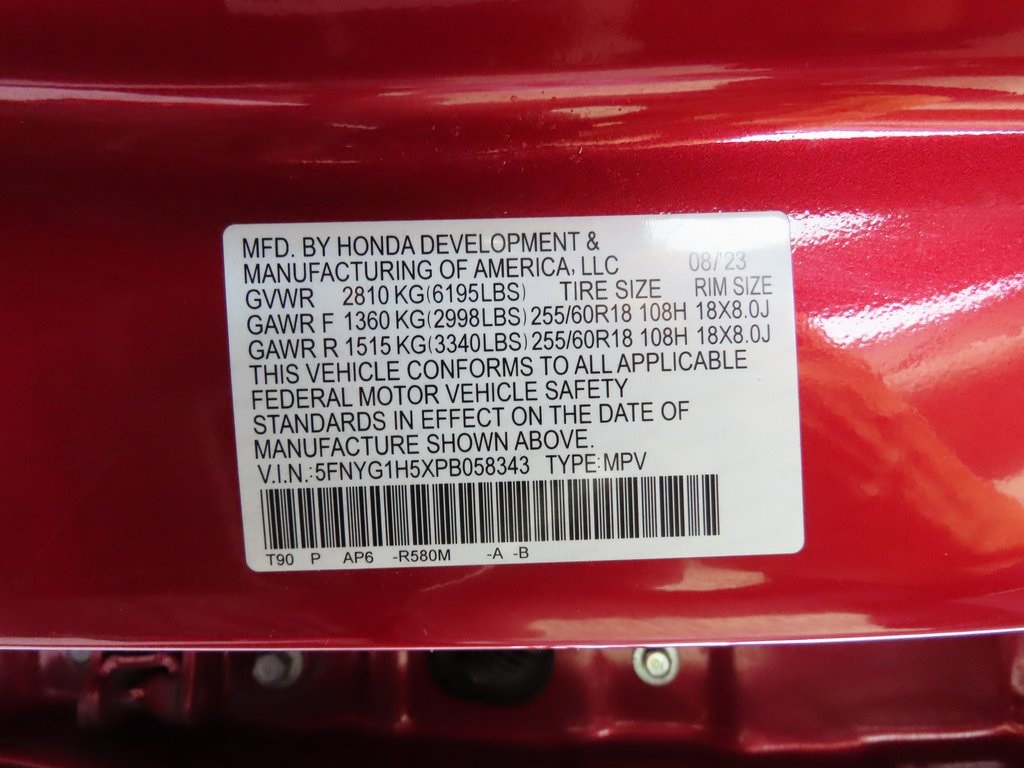 MFD. BY HONDA DEVELOPMENT &
MANUFACTURING OF AMERICA, LLC 08/'23
GVWR 2810 KG(6195LBS) TIRE SIZE RIM SIZE
GAWR F 1360 KG(2998LBS) 255/60R18 108H 18X8.0J
GAWR R 1515 KG(3340LBS) 255/60R18 108H 18X8.0J
THIS VEHICLE CONFORMS TO ALL APPLICABLE
FEDERAL MOTOR VEHICLE SAFETY
STANDARDS IN EFFECT ON THE DATE OF
MANUFACTURE SHOWN ABOVE.
V.I.N.:5FNYG1H5XPB058343 TYPE:MPV
T90 P AP6 -R580M -A -B